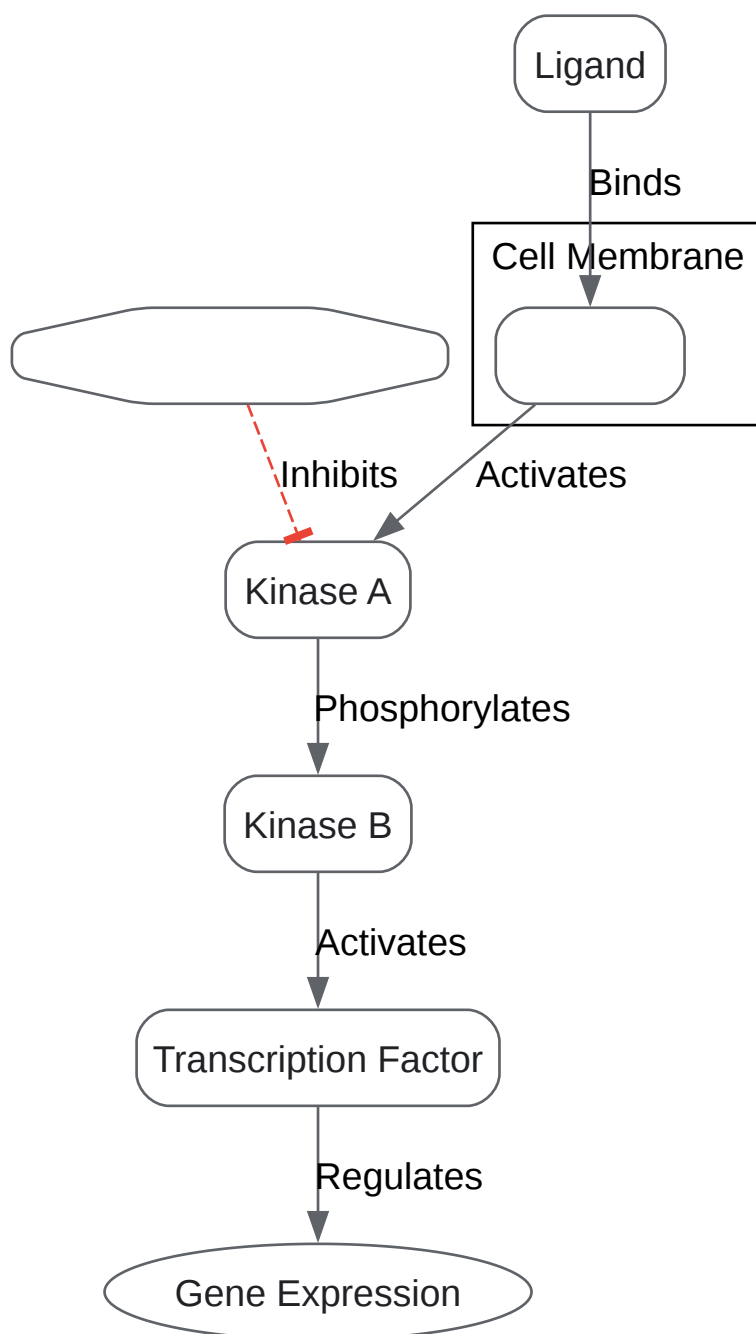 Ligand
Binds
Cell Membrane
Inhibits
Activates
Kinase A
Phosphorylates
Kinase B
Activates
Transcription Factor
Regulates
Gene Expression